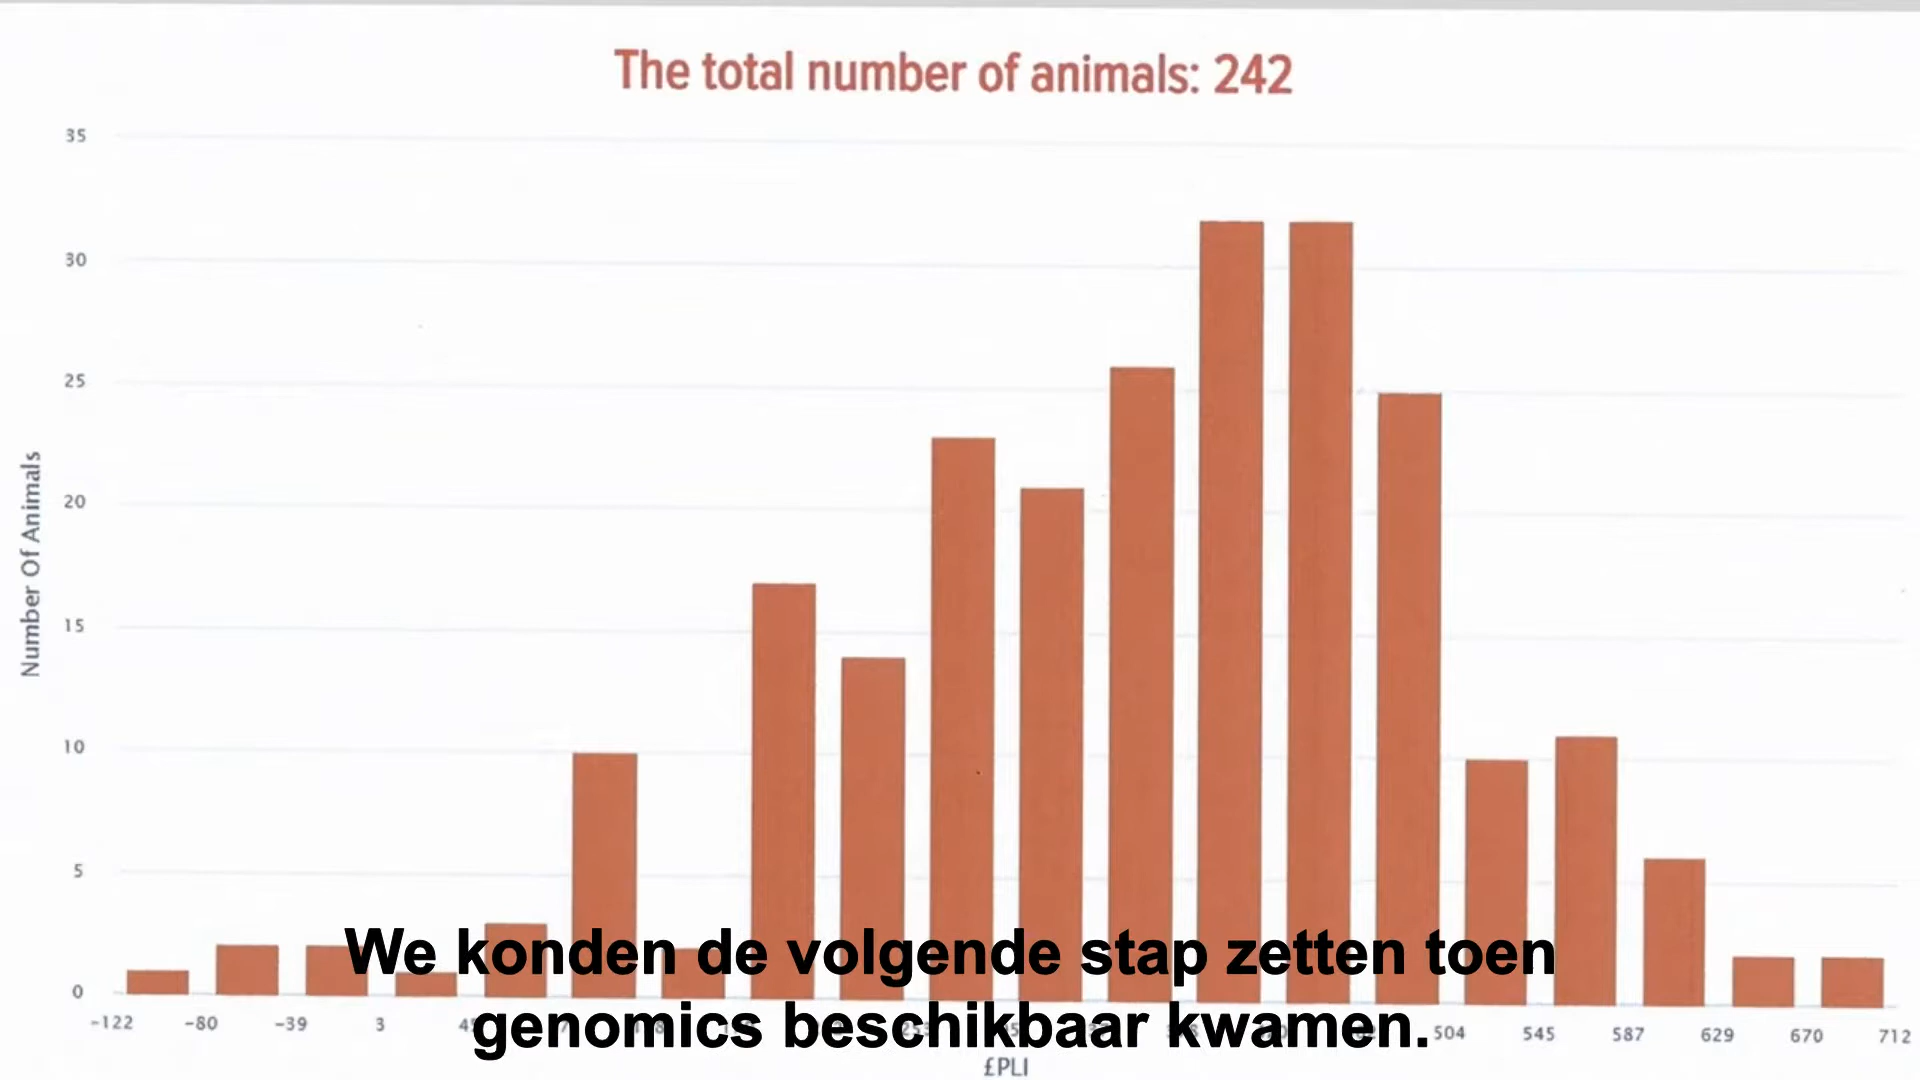 The total number of animals: 242
35
30
25
20
15
10
5
0
Number Of Animals
-122 -80 -39 3 504 545 587 629 670 712
£PLI
We konden de volgende stap zetten toen
genomics beschikbaar kwamen.